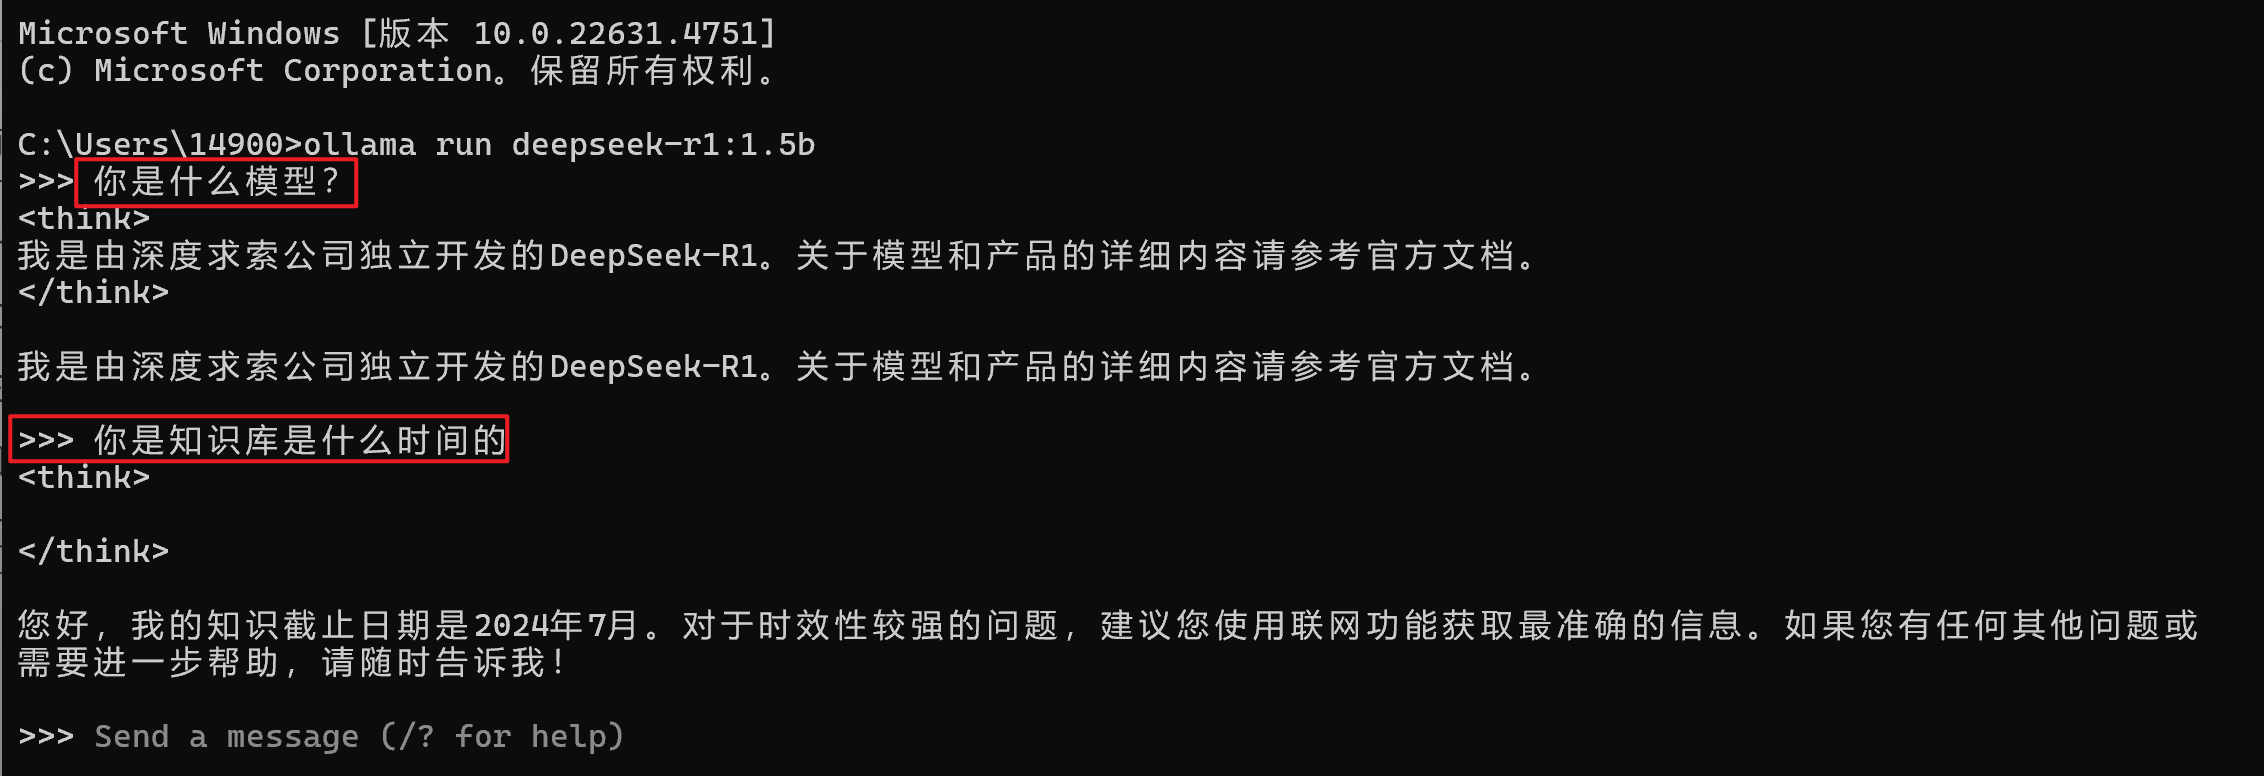 Microsoft Windows [版本 10.0.22631.4751]
(c) Microsoft Corporation。保留所有权利。
C:\Users\14900>ollama run deepseek-r1:1.5b
>>> 你是什么模型？
<think>
我是由深度求索公司独立开发的DeepSeek-R1。关于模型和产品的详细内容请参考官方文档。
</think>
我是由深度求索公司独立开发的DeepSeek-R1。关于模型和产品的详细内容请参考官方文档。
>>> 你是知识库是什么时间的
<think>
</think>
您好，我的知识截止日期是2024年7月。对于时效性较强的问题，建议您使用联网功能获取最准确的信息。如果您有任何其他问题或
需要进一步帮助，请随时告诉我！
>>> Send a message (/? for help)